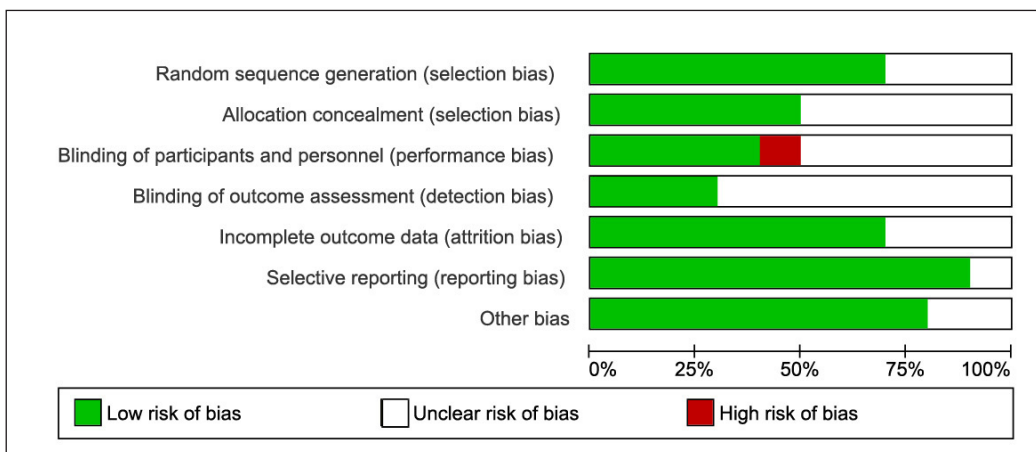 Random sequence generation (selection bias)
Allocation concealment (selection bias)
Blinding of participants and personnel (performance bias)
Blinding of outcome assessment (detection bias)
Incomplete outcome data (attrition bias)
Selective reporting (reporting bias)
Other bias
0% 25% 50% 75% 100%
Low risk of bias Unclear risk of bias High risk of bias